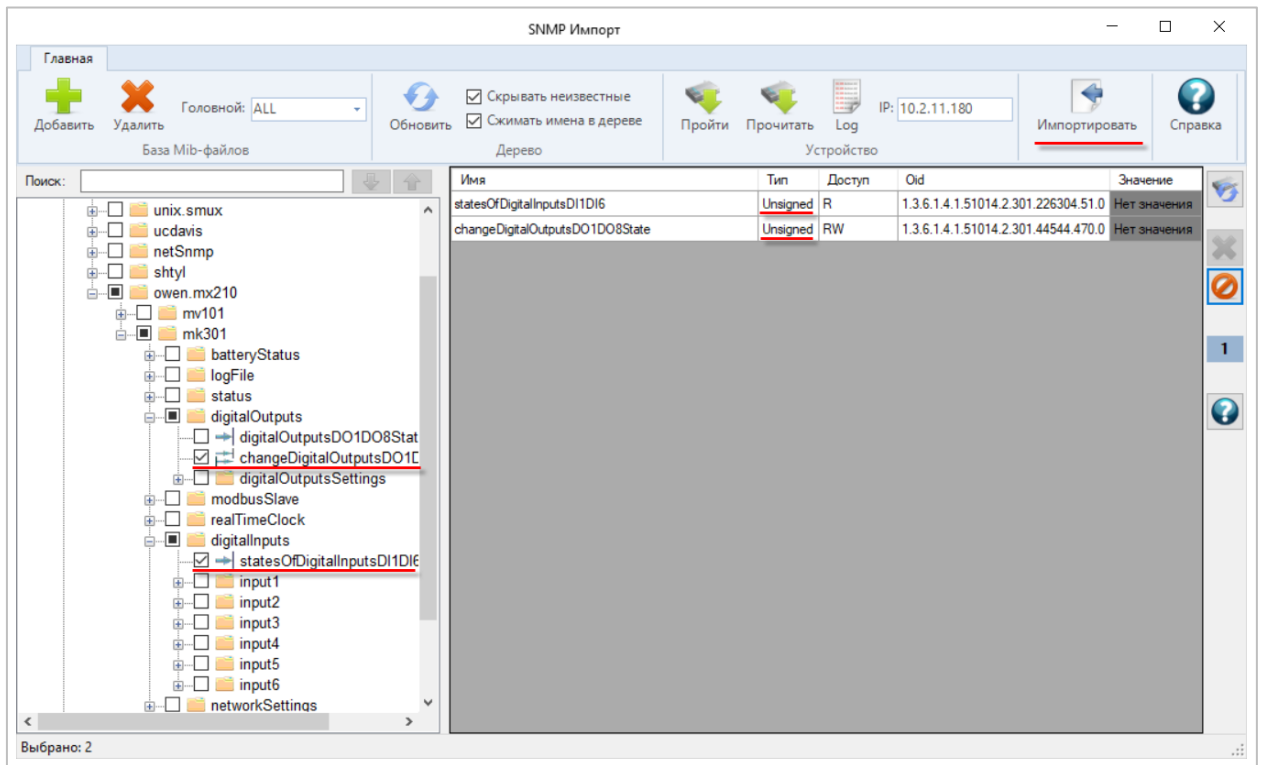 SNMP Импорт
Главная
Добавить
Удалить
Головной: ALL
База Mib-файлов
Обновить
Скрывать неизвестные
Сжимать имена в дереве
Дерево
Пройти
Прочитать
Log
IP: 10.2.11.180
Устройство
Импортировать
Справка
Поиск:
unix.smux
ucdavis
netSnmp
shtyl
owen.mx210
mv101
mk301
batteryStatus
logFile
status
digitalOutputs
digitalOutputsDO1DO8Stat
changeDigitalOutputsDO1D
digitalOutputsSettings
modbusSlave
realTimeClock
digitalInputs
statesOfDigitalInputsDI1DI6
input1
input2
input3
input4
input5
input6
networkSettings
Имя Тип Доступ Oid Значение
statesOfDigitalInputsDI1DI6 Unsigned R 1.3.6.1.4.1.51014.2.301.226304.51.0 Нет значения
changeDigitalOutputsDO1DO8State Unsigned RW 1.3.6.1.4.1.51014.2.301.44544.470.0 Нет значения
1
Выбрано: 2